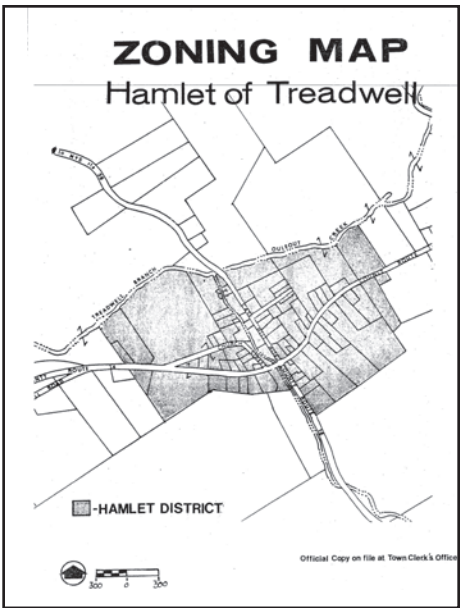 ZONING MAP
Hamlet of Treadwell
TREADWELL BRANCH
OULEOUT CREEK
ROUTE
ROUTE
-HAMLET DISTRICT
Official Copy on file at Town Clerk's Office
300 0 300